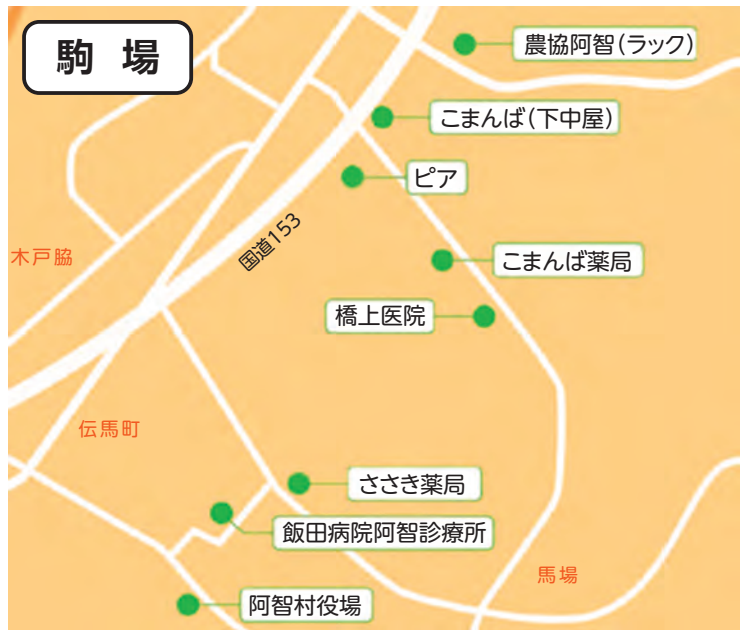 駒場
農協阿智(ラック)
こまんば(下中屋)
ピア
国道153
木戸脇
こまんば薬局
橋上医院
伝馬町
ささき薬局
飯田病院阿智診療所
馬場
阿智村役場